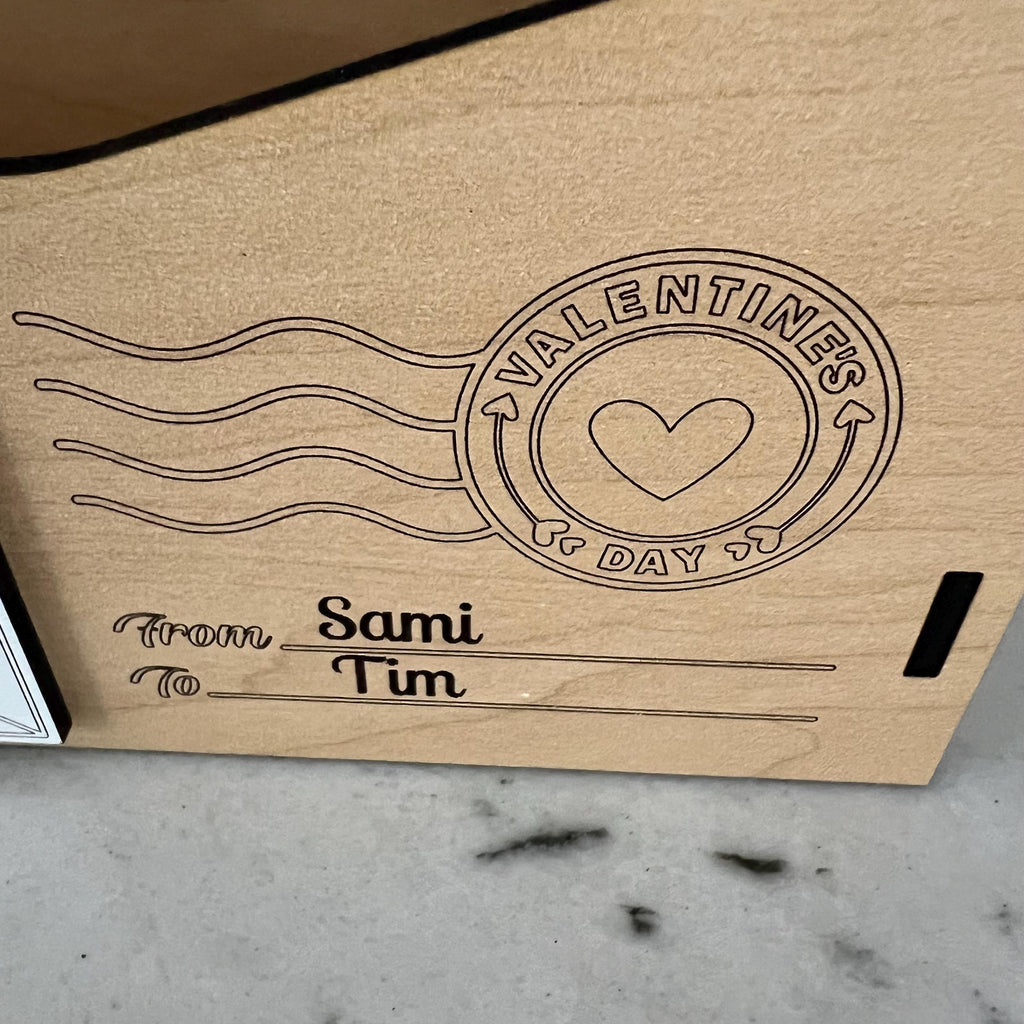 VALENTINE'S
DAY
From Sami
To Tim